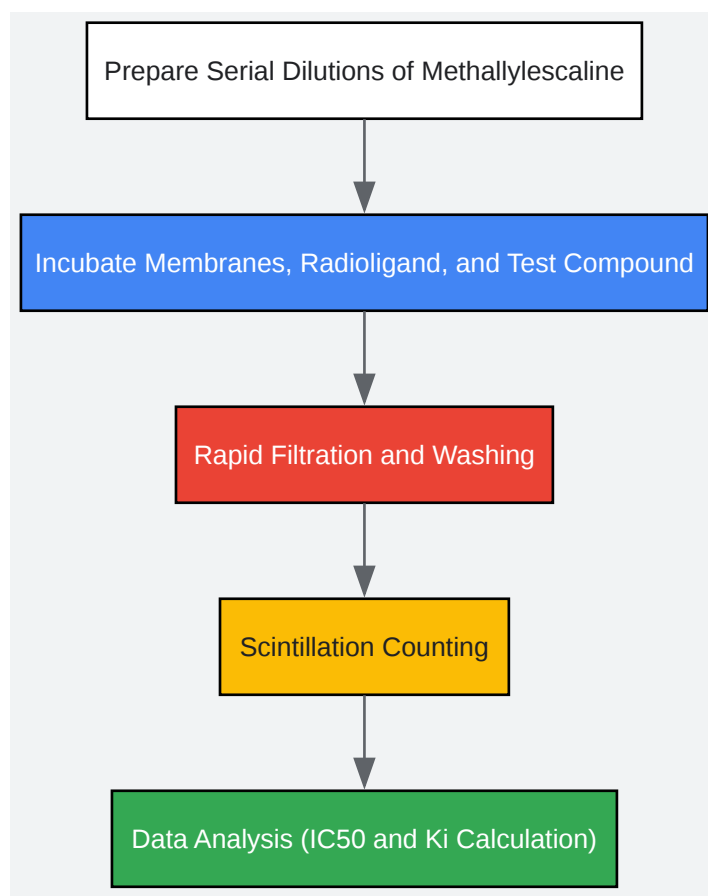 Prepare Serial Dilutions of Methallylescaline
Incubate Membranes, Radioligand, and Test Compound
Rapid Filtration and Washing
Scintillation Counting
Data Analysis (IC50 and Ki Calculation)